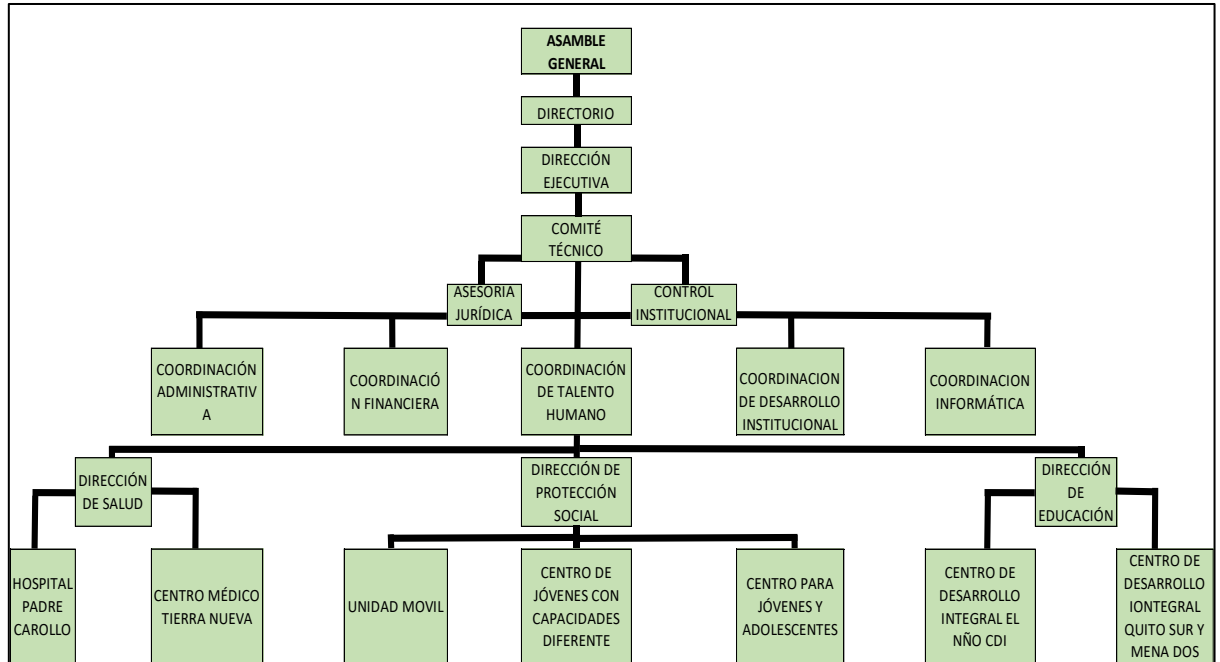 ASAMBLE
GENERAL
DIRECTORIO
DIRECCIÓN
EJECUTIVA
COMITÉ
TÉCNICO
ASESORIA
JURÍDICA
CONTROL
INSTITUCIONAL
COORDINACIÓN
ADMINISTRATIV
A
COORDINACIÓ
N FINANCIERA
COORDINACIÓN
DE TALENTO
HUMANO
COORDINACION
DE DESARROLLO
INSTITUCIONAL
COORDINACION
INFORMÁTICA
DIRECCIÓN
DE SALUD
DIRECCIÓN DE
PROTECCIÓN
SOCIAL
DIRECCIÓN
DE
EDUCACIÓN
HOSPITAL
PADRE
CAROLLO
CENTRO MÉDICO
TIERRA NUEVA
UNIDAD MOVIL
CENTRO DE
JÓVENES CON
CAPACIDADES
DIFERENTE
CENTRO PARA
JÓVENES Y
ADOLESCENTES
CENTRO DE
DESARROLLO
INTEGRAL EL
NÑO CDI
CENTRO DE
DESARROLLO
IONTEGRAL
QUITO SUR Y
MENA DOS